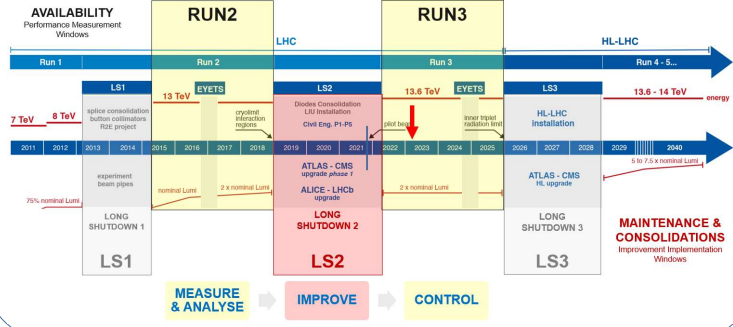 AVAILABILITY
Performance Measurement
Windows
RUN2
RUN3
LHC
HL-LHC
Run 1
Run 2
Run 3
Run 4 - 5...
LS1
EYETS
LS2
EYETS
LS3
13 TeV
13.6 TeV
13.6 - 14 TeV
energy
7 TeV
8 TeV
splice consolidation
button collimators
R2E project
cryolimit
interaction
regions
Diodes Consolidation
LIU Installation
Civil Eng. P1-P5
pilot beam
inner triplet
radiation limit
HL-LHC
installation
2011
2012
2013
2014
2015
2016
2017
2018
2019
2020
2021
2022
2023
2024
2025
2026
2027
2028
2029
2040
experiment
beam pipes
ATLAS - CMS
upgrade phase 1
ALICE - LHCb
upgrade
ATLAS - CMS
HL upgrade
5 to 7.5 x nominal Lumi
75% nominal Lumi
nominal Lumi
2 x nominal Lumi
2 x nominal Lumi
LONG
SHUTDOWN 1
LONG
SHUTDOWN 2
LONG
SHUTDOWN 3
LS1
LS2
LS3
MAINTENANCE &
CONSOLIDATIONS
Improvement Implementation
Windows
MEASURE
& ANALYSE
IMPROVE
CONTROL